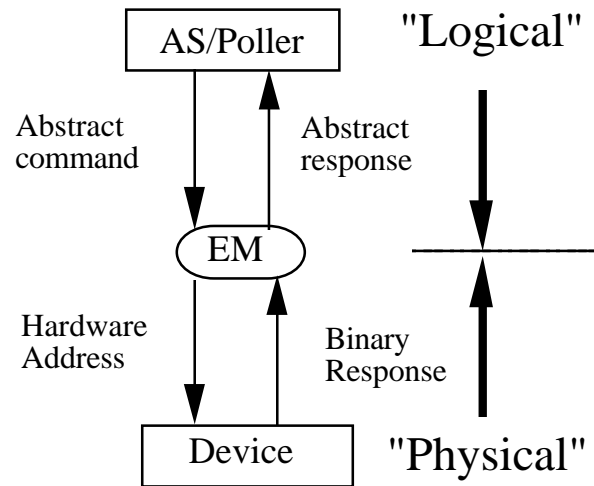 AS/Poller
"Logical"
Abstract
command
Abstract
response
EM
Hardware
Address
Binary
Response
Device
"Physical"